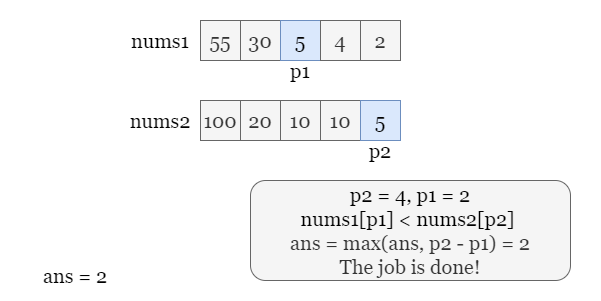 nums1 55 30 5 4 2
p1
nums2 100 20 10 10 5
p2
p2 = 4, p1 = 2
nums1[p1] < nums2[p2]
ans = max(ans, p2 - p1) = 2
The job is done!
ans = 2